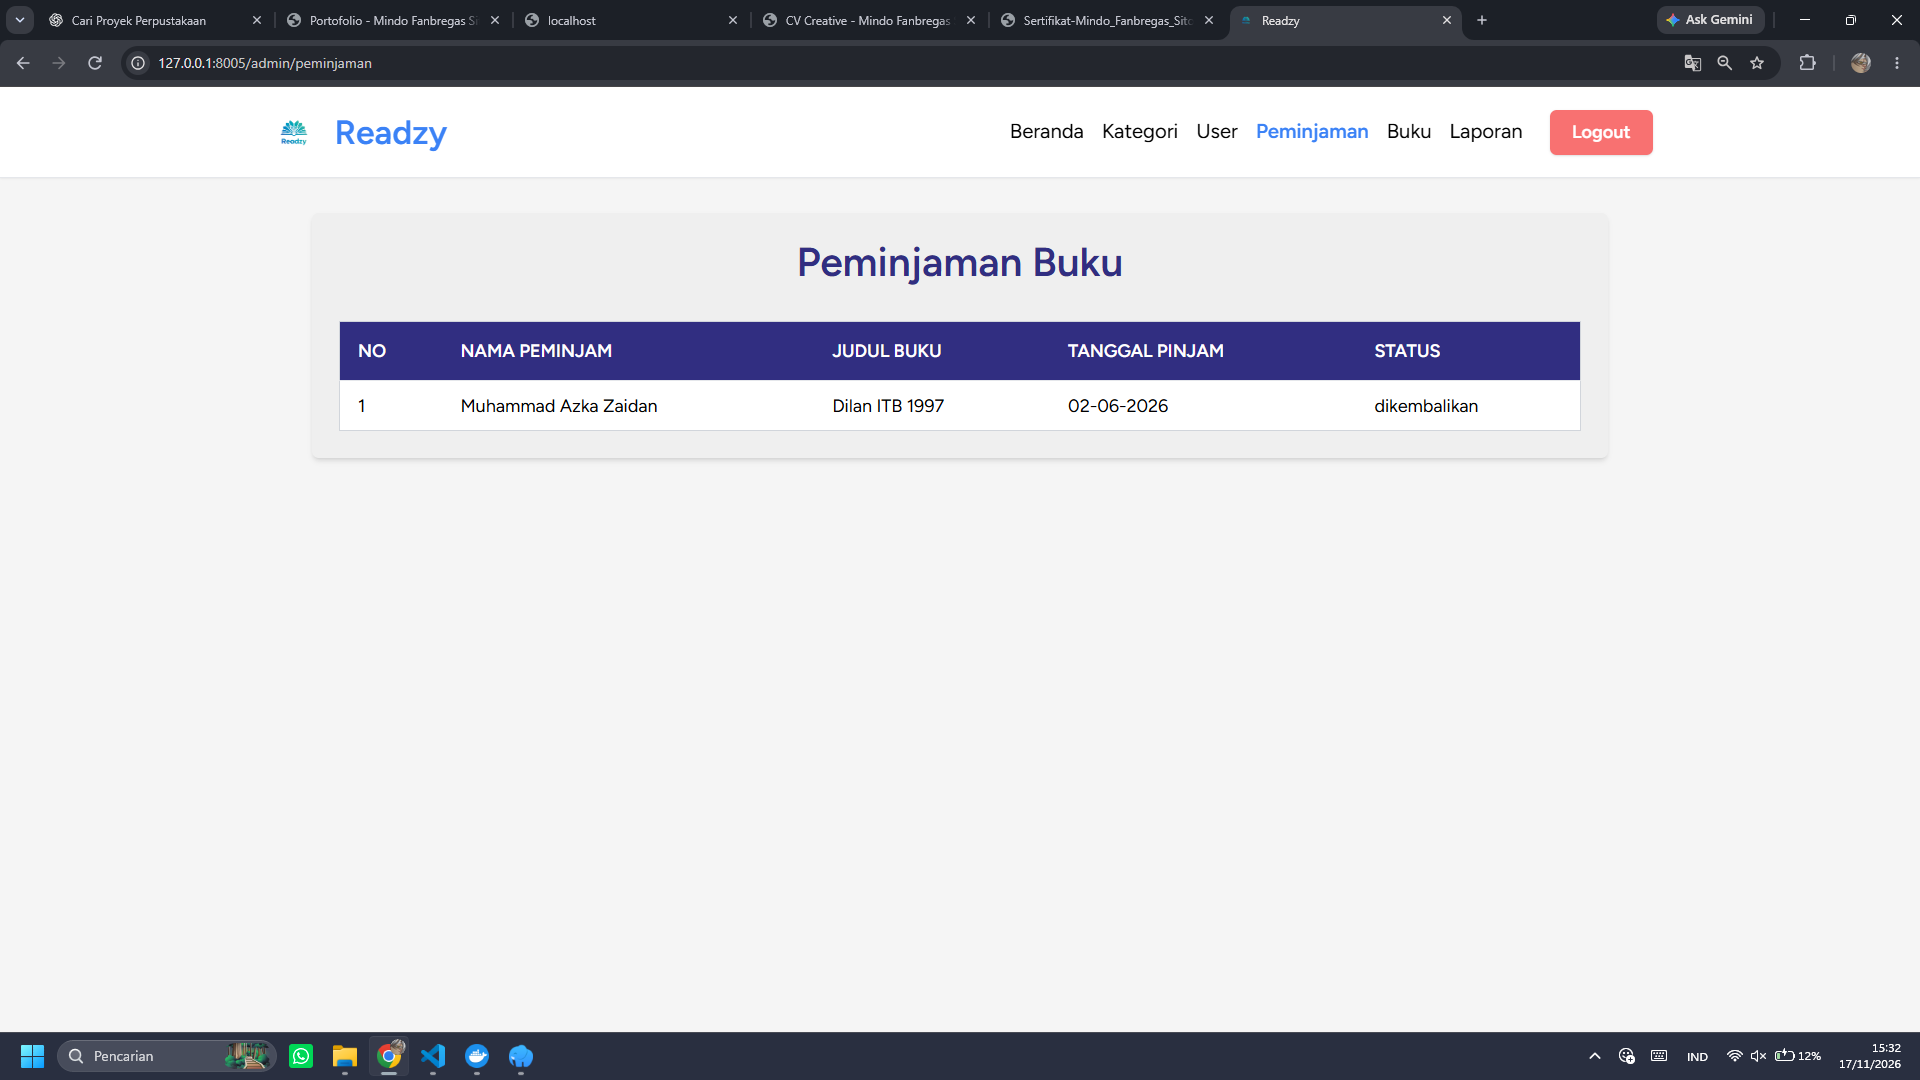 Cari Proyek Perpustakaan
Portofolio - Mindo Fanbregas Si
localhost
CV Creative - Mindo Fanbregas
Sertifikat-Mindo_Fanbregas_Sito
Readzy
Ask Gemini
127.0.0.1:8005/admin/peminjaman
Readzy
Readzy
Beranda
Kategori
User
Peminjaman
Buku
Laporan
Logout
Peminjaman Buku
NO NAMA PEMINJAM JUDUL BUKU TANGGAL PINJAM STATUS
1 Muhammad Azka Zaidan Dilan ITB 1997 02-06-2026 dikembalikan
Pencarian
IND
12%
15:32
17/11/2026